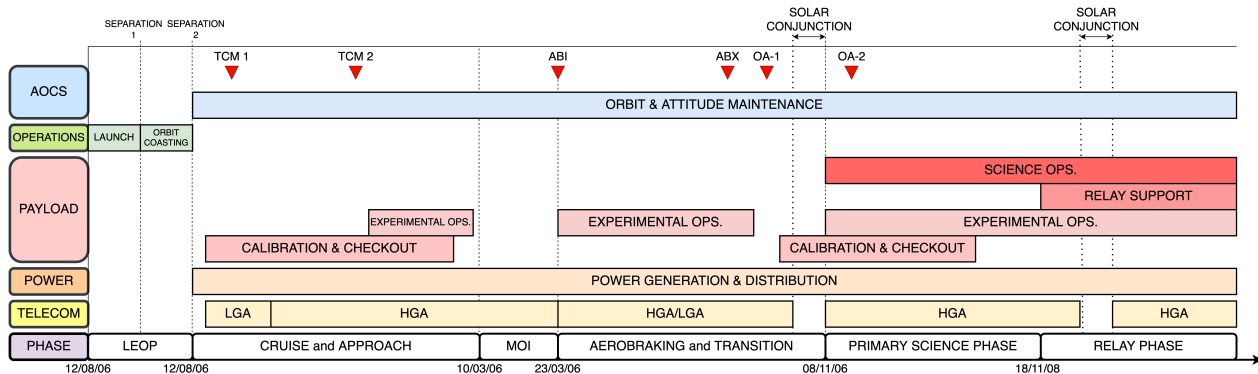 SEPARATION SEPARATION
1 2
SOLAR
CONJUNCTION
SOLAR
CONJUNCTION
TCM 1
TCM 2
ABI
ABX
OA-1
OA-2
AOCS
ORBIT & ATTITUDE MAINTENANCE
OPERATIONS
LAUNCH
ORBIT
COASTING
PAYLOAD
SCIENCE OPS.
RELAY SUPPORT
EXPERIMENTAL OPS.
EXPERIMENTAL OPS.
EXPERIMENTAL OPS.
CALIBRATION & CHECKOUT
CALIBRATION & CHECKOUT
POWER
POWER GENERATION & DISTRIBUTION
TELECOM
LGA
HGA
HGA/LGA
HGA
HGA
PHASE
LEOP
CRUISE and APPROACH
MOI
AEROBRAKING and TRANSITION
PRIMARY SCIENCE PHASE
RELAY PHASE
12/08/06
12/08/06
10/03/06
23/03/06
08/11/06
18/11/08